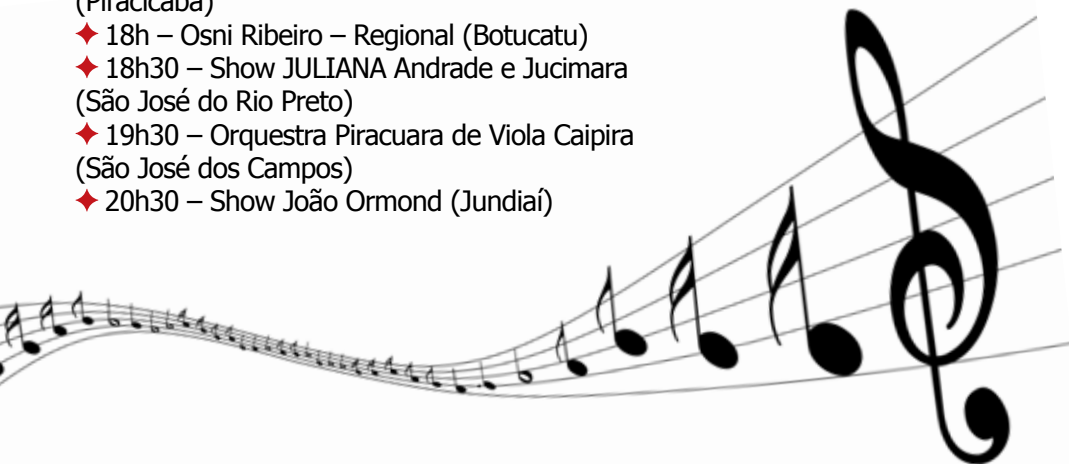 (Piracicaba)
✦ 18h – Osni Ribeiro – Regional (Botucatu)
✦ 18h30 – Show JULIANA Andrade e Jucimara
(São José do Rio Preto)
✦ 19h30 – Orquestra Piracuara de Viola Caipira
(São José dos Campos)
✦ 20h30 – Show João Ormond (Jundiaí)